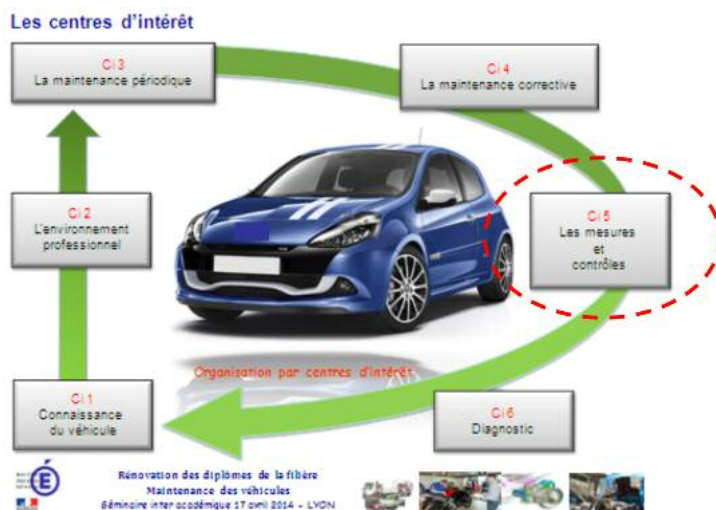 Les centres d'intérêt
Ci 3
La maintenance périodique
Ci 4
La maintenance corrective
Ci 2
L'environnement
professionnel
Ci 5
Les mesures
et
contrôles
Organisation par centres d'intérêt
Ci 1
Connaissance
du véhicule
Ci 6
Diagnostic
Rénovation des diplômes de la filière
Maintenance des véhicules
Séminaire inter académique 17 avril 2014 - LYON